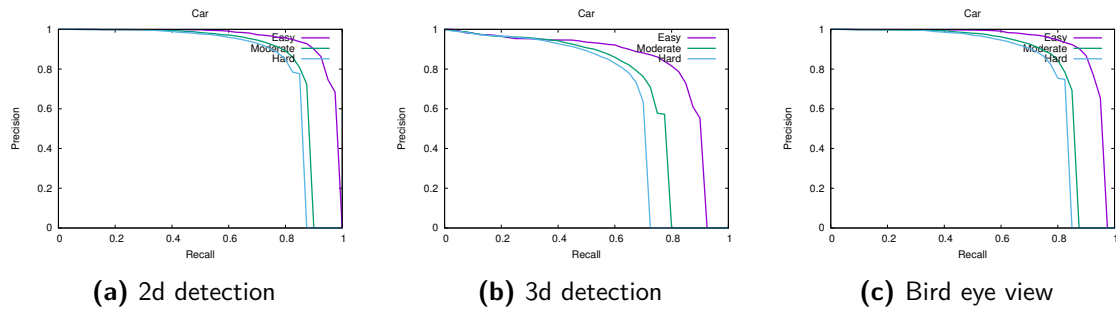 Car
Easy
Moderate
Hard
Precision
1
0.8
0.6
0.4
0.2
0
0 0.2 0.4 0.6 0.8 1
Recall
(a) 2d detection
Car
Easy
Moderate
Hard
Precision
1
0.8
0.6
0.4
0.2
0
0 0.2 0.4 0.6 0.8 1
Recall
(b) 3d detection
Car
Easy
Moderate
Hard
Precision
1
0.8
0.6
0.4
0.2
0
0 0.2 0.4 0.6 0.8 1
Recall
(c) Bird eye view